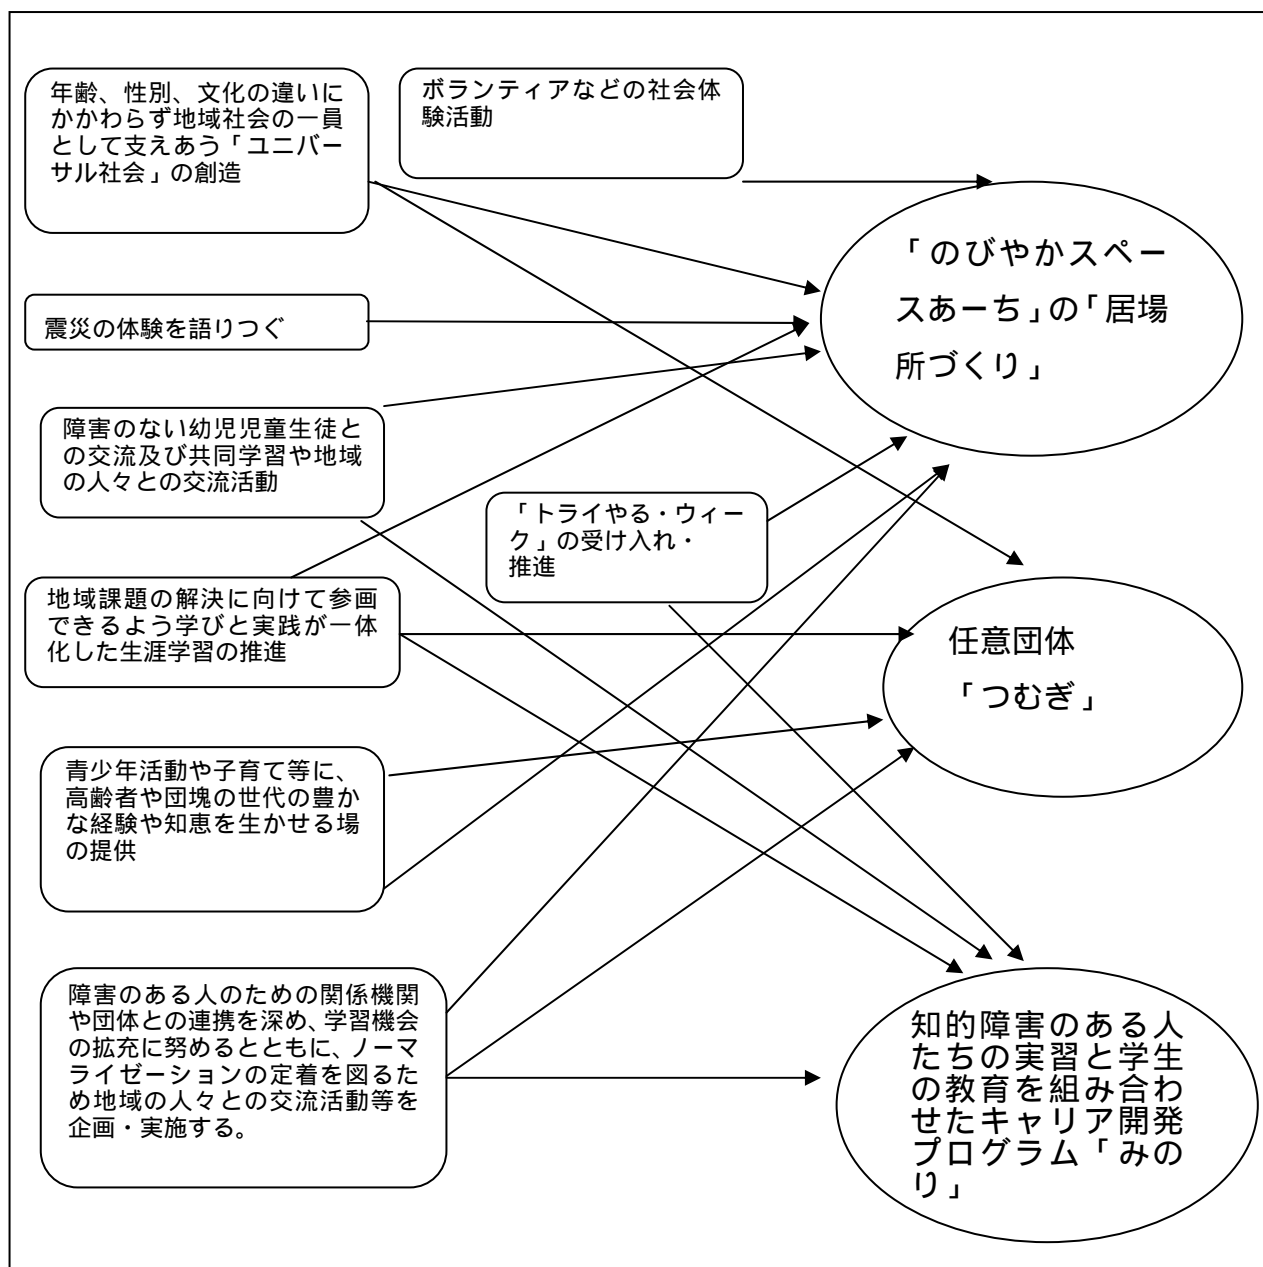 年齢、性別、文化の違いに
かかわらず地域社会の一員
として支えあう「ユニバー
サル社会」の創造
ボランティアなどの社会体
験活動
「のびやかスペー
スあーち」の「居場
所づくり」
震災の体験を語りつぐ
障害のない幼児児童生徒と
の交流及び共同学習や地域
の人々との交流活動
「トライやる・ウィー
ク」の受け入れ・
推進
地域課題の解決に向けて参画
できるよう学びと実践が一体
化した生涯学習の推進
任意団体
「つむぎ」
青少年活動や子育て等に、
高齢者や団塊の世代の豊か
な経験や知恵を生かせる場
の提供
障害のある人のための関係機関
や団体との連携を深め、学習機会
の拡充に努めるとともに、ノーマ
ライゼーションの定着を図るた
め地域の人々との交流活動等を
企画・実施する。
知的障害のある人
たちの実習と学生
の教育を組み合わ
せたキャリア開発
プログラム「みの
り」